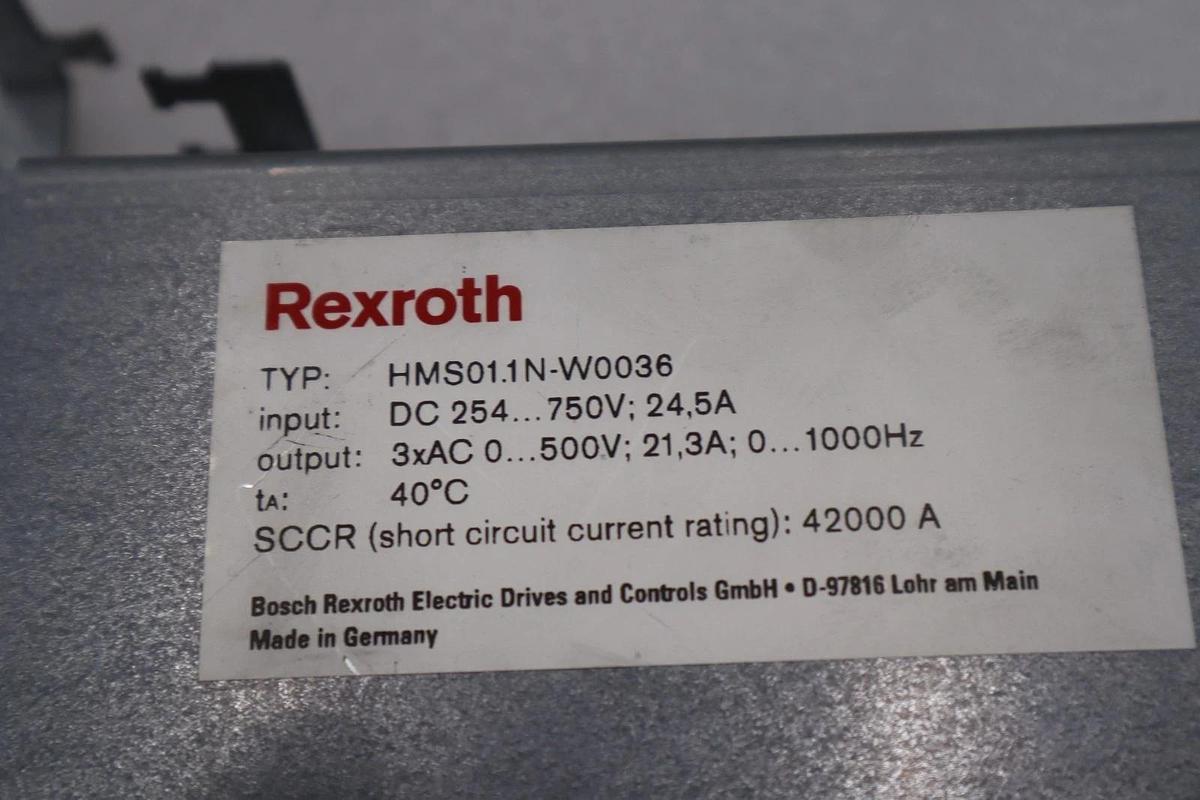 Rexroth
TYP: HMS01.1N-W0036
input: DC 254...750V; 24,5A
output: 3xAC 0...500V; 21,3A; 0...1000Hz
tA: 40°C
SCCR (short circuit current rating): 42000 A
Bosch Rexroth Electric Drives and Controls GmbH • D-97816 Lohr am Main
Made in Germany